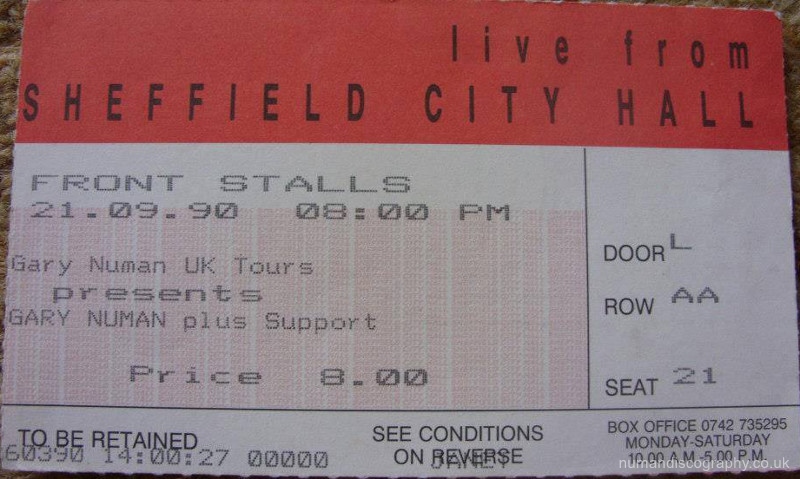 live from
SHEFFIELD CITY HALL
FRONT STALLS
21.09.90 08:00 PM
Gary Numan UK Tours
presents
GARY NUMAN plus Support
Price 8.00
DOOR L
ROW AA
SEAT 21
TO BE RETAINED
60390 14:00:27 00000
SEE CONDITIONS
ON REVERSE
JANET
BOX OFFICE 0742 735295
MONDAY-SATURDAY
10.00 A.M-5.00 P.M.
numandiscography.co.uk